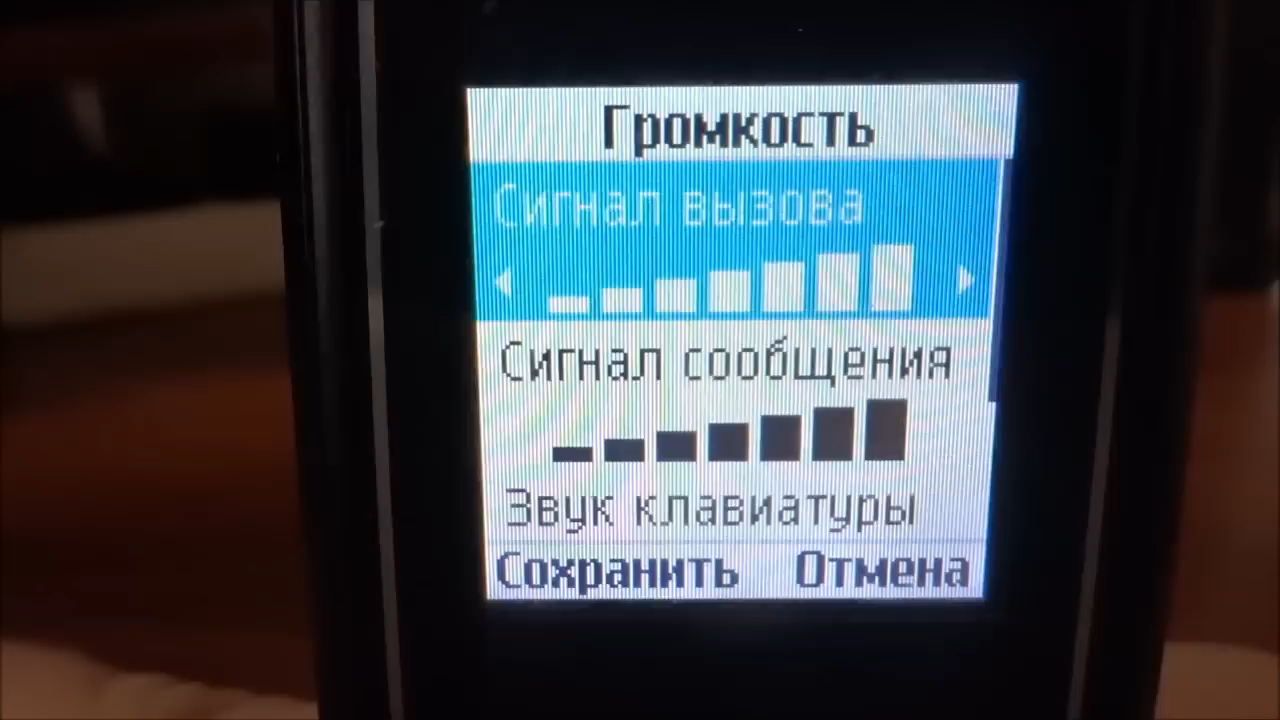 Громкость
Сигнал вызова
Сигнал сообщения
Звук клавиатуры
Сохранить Отмена